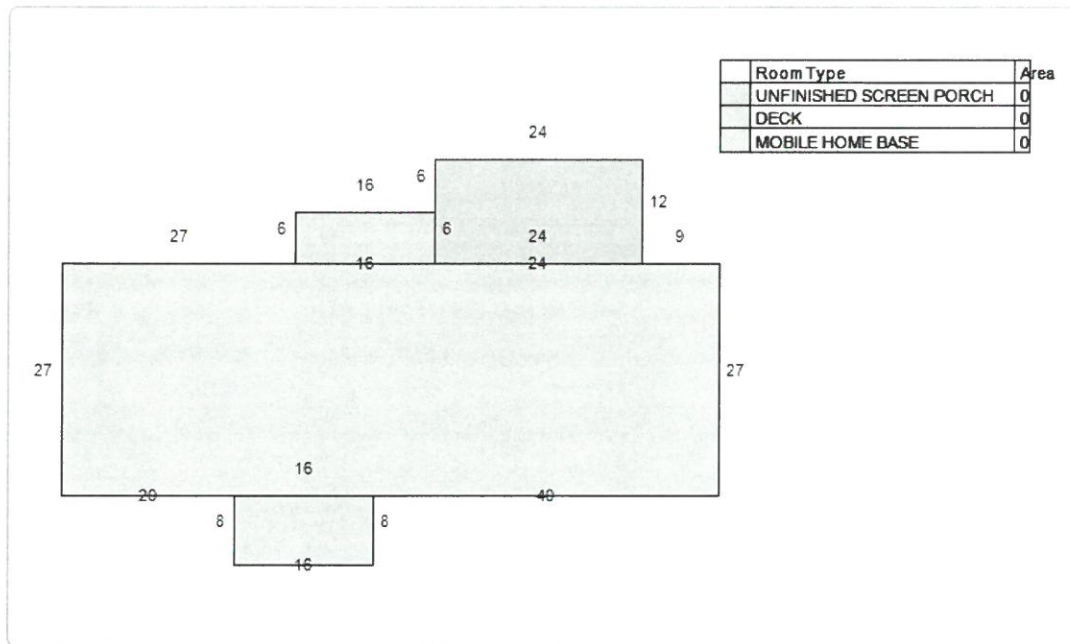 Room Type Area
UNFINISHED SCREEN PORCH 0
DECK 0
MOBILE HOME BASE 0
24
16 6
12
27 6 6 24 9
16 24
27 27
16
20 40
8 8
16